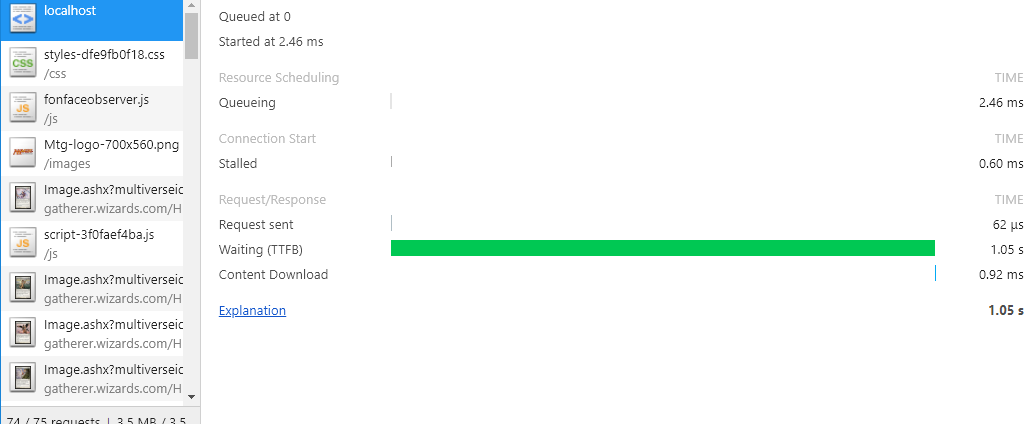 localhost
styles-dfe9fb0f18.css
/css
fonfaceobserver.js
/js
Mtg-logo-700x560.png
/images
Image.ashx?multiverseid
gatherer.wizards.com/H
script-3f0faef4ba.js
/js
Image.ashx?multiverseid
gatherer.wizards.com/H
Image.ashx?multiverseid
gatherer.wizards.com/H
Image.ashx?multiverseid
gatherer.wizards.com/H
74 / 75 requests | 3.5 MB / 3.5
Queued at 0
Started at 2.46 ms
Resource Scheduling TIME
Queueing 2.46 ms
Connection Start TIME
Stalled 0.60 ms
Request/Response TIME
Request sent 62 µs
Waiting (TTFB) 1.05 s
Content Download 0.92 ms
Explanation 1.05 s